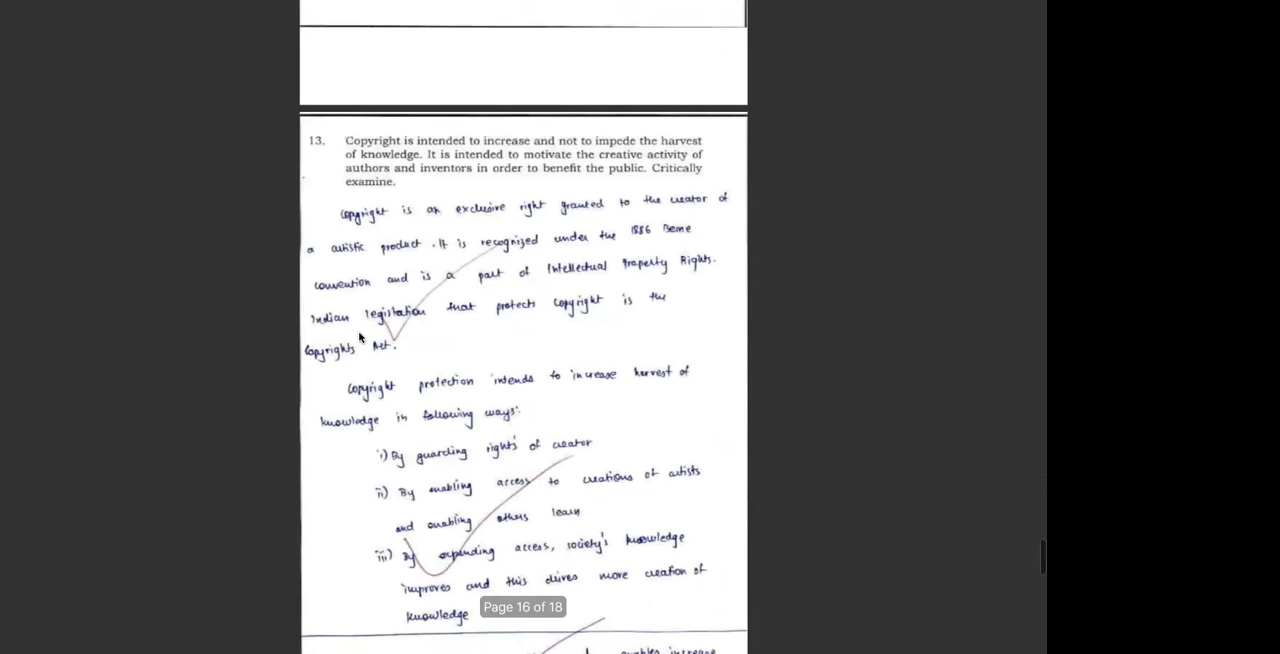 13. Copyright is intended to increase and not to impede the harvest
of knowledge. It is intended to motivate the creative activity of
authors and inventors in order to benefit the public. Critically
examine.
Copyright is an exclusive right granted to the creator of
a autistic product. It is recognized under the 1886 Berne
convention and is a part of Intellectual Property Rights.
Indian legislation that protects copyright is the
Copyrights Act.
Copyright protection intends to increase harvest of
knowledge in following ways:
i) By guarding rights of creator
ii) By enabling access to creations of artists
and enabling others learn
iii) By expanding access, society's knowledge
improves and this drives more creation of
knowledge
Page 16 of 18
enables increase